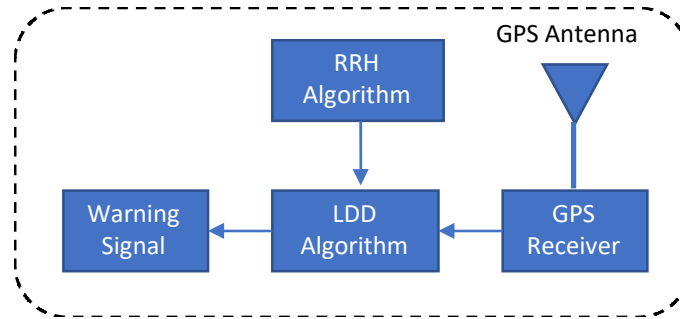 GPS Antenna
RRH
Algorithm
Warning
Signal
LDD
Algorithm
GPS
Receiver